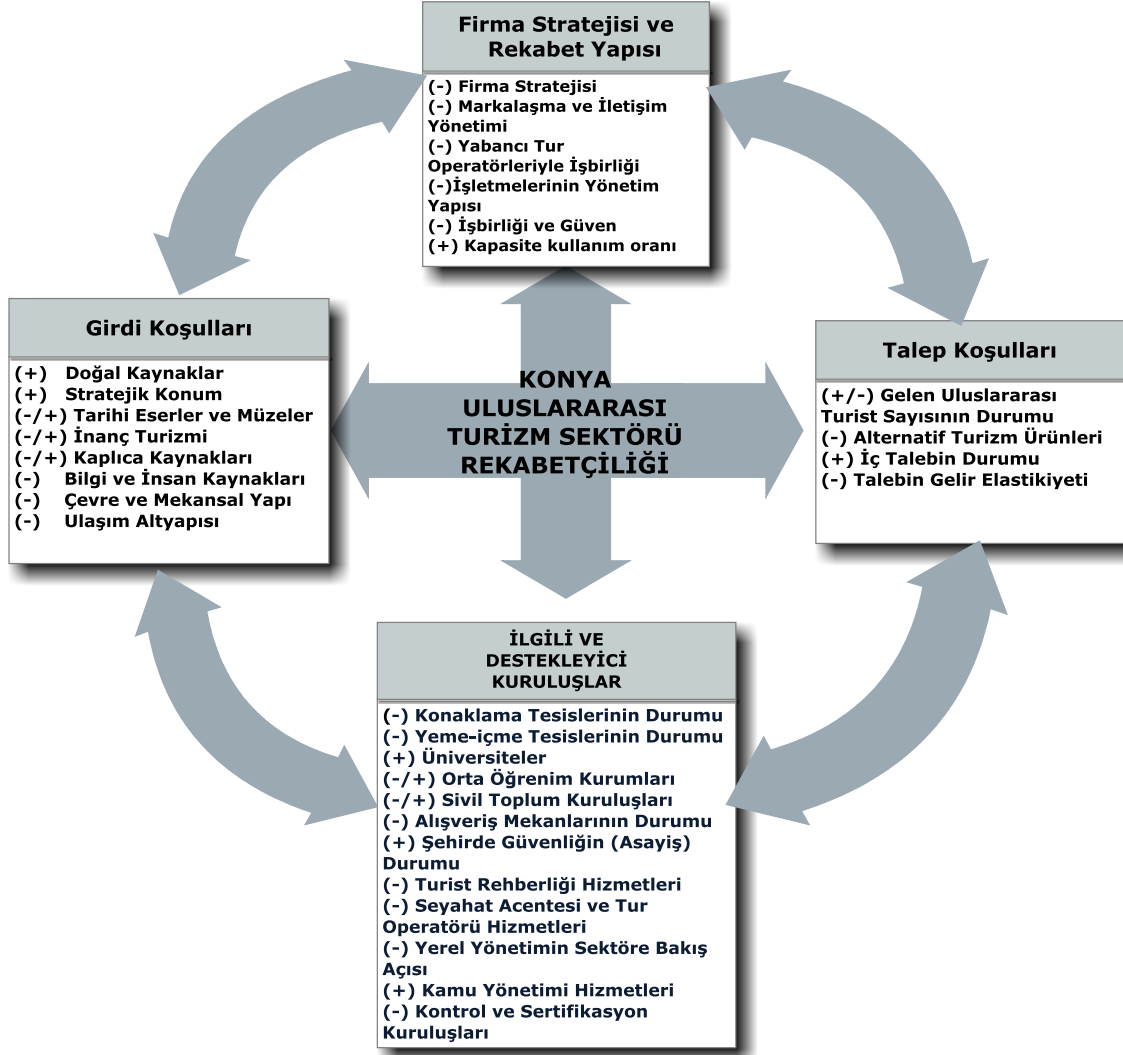 Firma Stratejisi ve
Rekabet Yapısı
(-) Firma Stratejisi
(-) Markalaşma ve İletişim
Yönetimi
(-) Yabancı Tur
Operatörleriyle İşbirliği
(-)İşletmelerinin Yönetim
Yapısı
(-) İşbirliği ve Güven
(+) Kapasite kullanım oranı
Girdi Koşulları
(+) Doğal Kaynaklar
(+) Stratejik Konum
(-/+) Tarihi Eserler ve Müzeler
(-/+) İnanç Turizmi
(-/+) Kaplıca Kaynakları
(-) Bilgi ve İnsan Kaynakları
(-) Çevre ve Mekansal Yapı
(-) Ulaşım Altyapısı
KONYA
ULUSLARARASI
TURİZM SEKTÖRÜ
REKABETÇİLİĞİ
Talep Koşulları
(+/-) Gelen Uluslararası
Turist Sayısının Durumu
(-) Alternatif Turizm Ürünleri
(+) İç Talebin Durumu
(-) Talebin Gelir Elastikiyeti
İLGİLİ VE
DESTEKLEYİCİ
KURULUŞLAR
(-) Konaklama Tesislerinin Durumu
(-) Yeme-içme Tesislerinin Durumu
(+) Üniversiteler
(-/+) Orta Öğrenim Kurumları
(-/+) Sivil Toplum Kuruluşları
(-) Alışveriş Mekanlarının Durumu
(+) Şehirde Güvenliğin (Asayiş)
Durumu
(-) Turist Rehberliği Hizmetleri
(-) Seyahat Acentesi ve Tur
Operatörü Hizmetleri
(-) Yerel Yönetimin Sektöre Bakış
Açısı
(+) Kamu Yönetimi Hizmetleri
(-) Kontrol ve Sertifikasyon
Kuruluşları